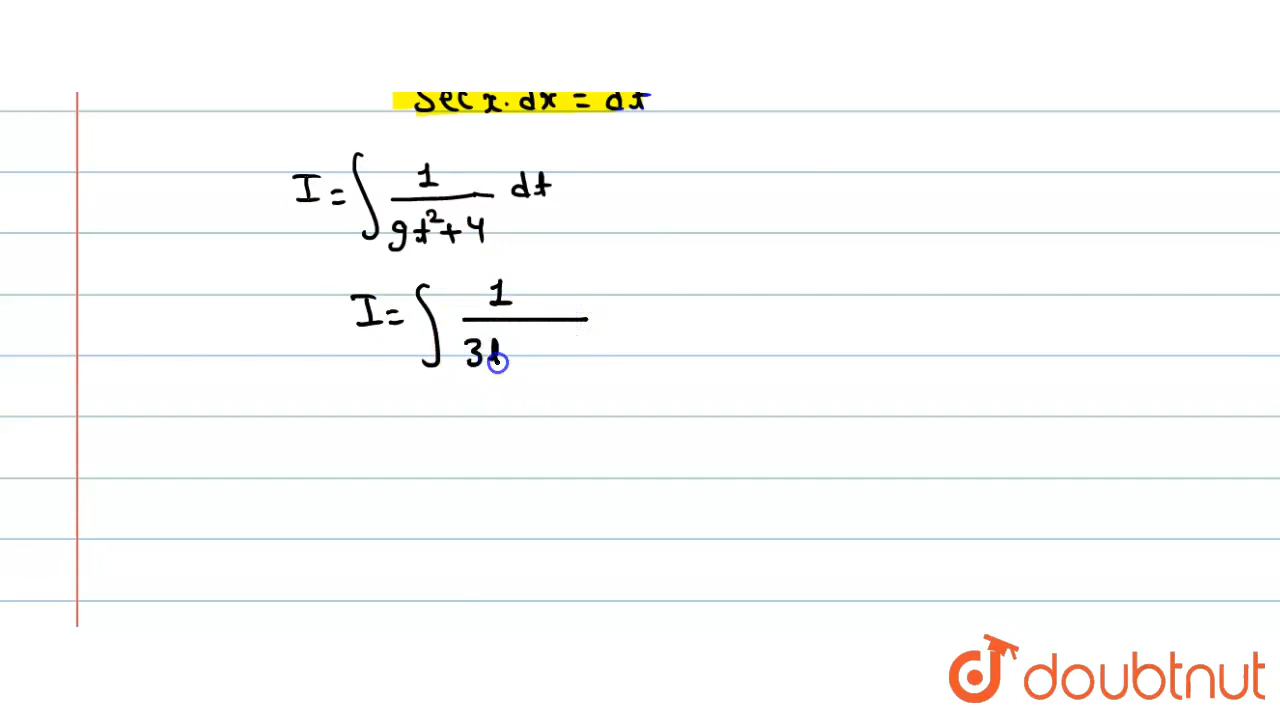 Sec x. dx = dt
I = ∫ 1/(9t²+4) dt
I = ∫ 1/(3t
doubtnut